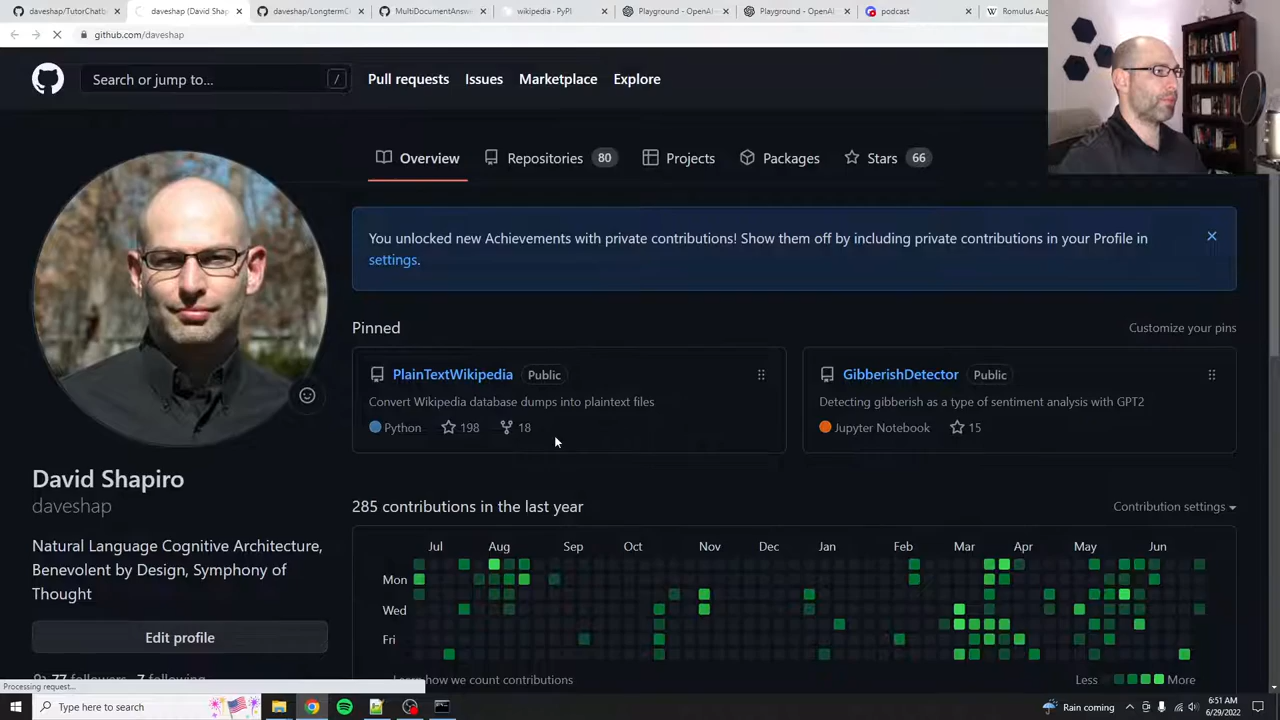 daveshap/TutorChatbo
daveshap (David Shap
daveshap/LongtermCh
MultiDocumentAnsw
wikipedia · PyPI
Playground - OpenAI
Playground - OpenAI
podcast
Romulus Aug
github.com/daveshap
Search or jump to...
/
Pull requests
Issues
Marketplace
Explore
Overview
Repositories 80
Projects
Packages
Stars 66
You unlocked new Achievements with private contributions! Show them off by including private contributions in your Profile in
settings.
Pinned
Customize your pins
PlainTextWikipedia Public
Convert Wikipedia database dumps into plaintext files
Python 198 18
GibberishDetector Public
Detecting gibberish as a type of sentiment analysis with GPT2
Jupyter Notebook 15
David Shapiro
daveshap
Natural Language Cognitive Architecture,
Benevolent by Design, Symphony of
Thought
Edit profile
77 followers · 7 following
285 contributions in the last year
Contribution settings
Jul Aug Sep Oct Nov Dec Jan Feb Mar Apr May Jun
Mon
Wed
Fri
Learn how we count contributions
Less More
Processing request...
Type here to search
Rain coming
6:51 AM
6/29/2022